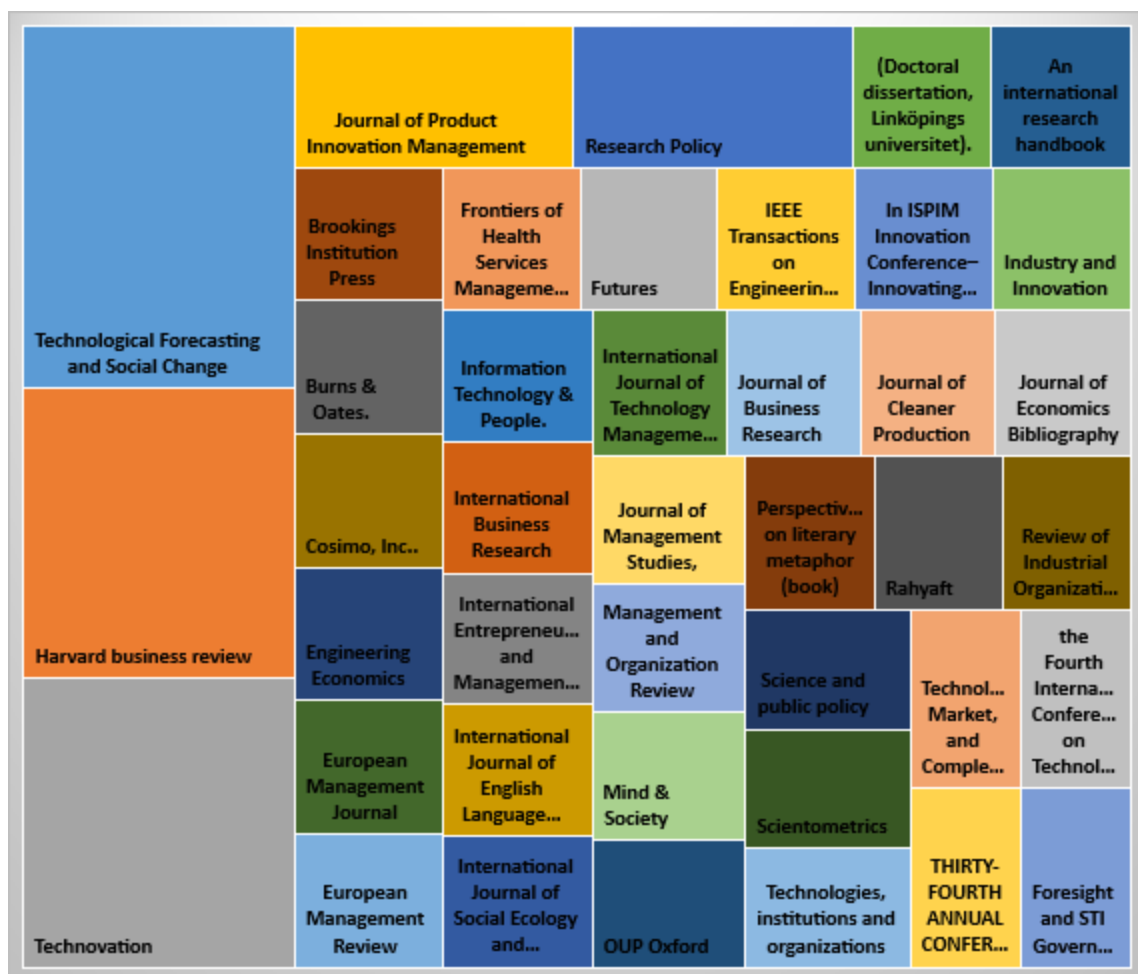 Technological Forecasting
and Social Change
Harvard business review
Technovation
Journal of Product
Innovation Management
Research Policy
(Doctoral
dissertation,
Linköpings
universitet).
An
international
research
handbook
Brookings
Institution
Press
Frontiers of
Health
Services
Manageme...
Futures
IEEE
Transactions
on
Engineerin...
In ISPIM
Innovation
Conference–
Innovating...
Industry and
Innovation
Burns &
Oates.
Information
Technology &
People.
International
Journal of
Technology
Manageme...
Journal of
Business
Research
Journal of
Cleaner
Production
Journal of
Economics
Bibliography
Cosimo, Inc..
International
Business
Research
Journal of
Management
Studies,
Perspectiv...
on literary
metaphor
(book)
Rahyaft
Review of
Industrial
Organizati...
Engineering
Economics
International
Entrepreneu...
and
Managemen...
Management
and
Organization
Review
Science and
public policy
Technol...
Market,
and
Comple...
the
Fourth
Interna...
Confere...
on
Technol...
European
Management
Journal
International
Journal of
English
Language...
Mind &
Society
Scientometrics
European
Management
Review
International
Journal of
Social Ecology
and...
OUP Oxford
Technologies,
institutions and
organizations
THIRTY-
FOURTH
ANNUAL
CONFER...
Foresight
and STI
Govern...